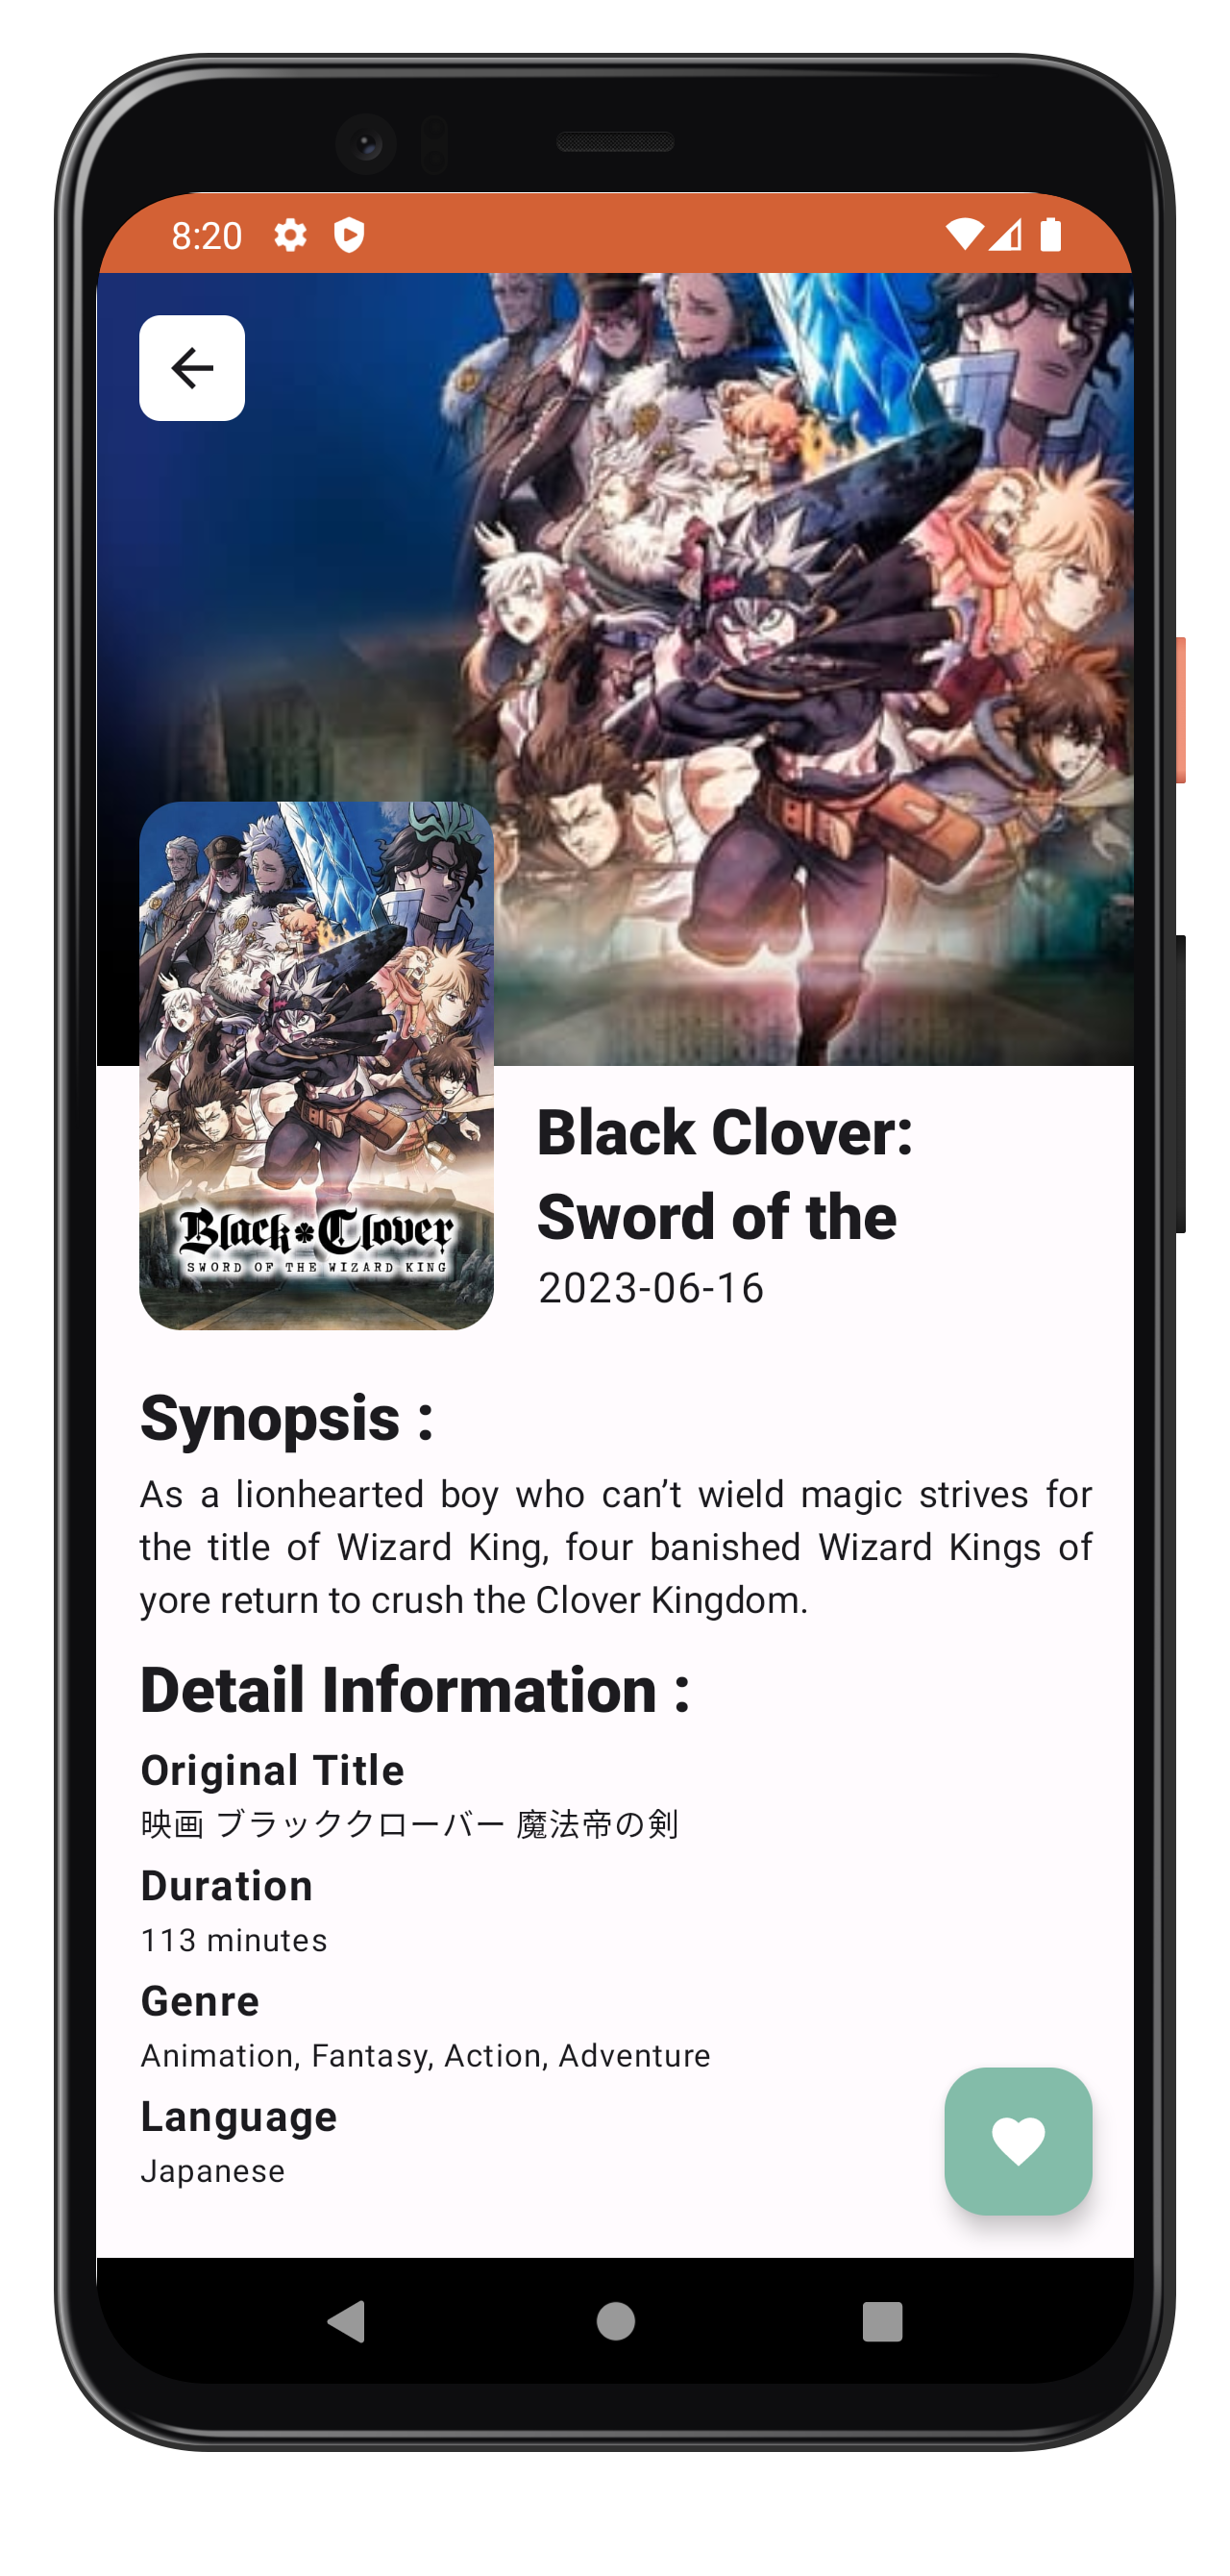 8:20
Black Clover
SWORD OF THE WIZARD KING
Black Clover:
Sword of the
2023-06-16
Synopsis :
As a lionhearted boy who can’t wield magic strives for
the title of Wizard King, four banished Wizard Kings of
yore return to crush the Clover Kingdom.
Detail Information :
Original Title
映画 ブラッククローバー 魔法帝の剣
Duration
113 minutes
Genre
Animation, Fantasy, Action, Adventure
Language
Japanese